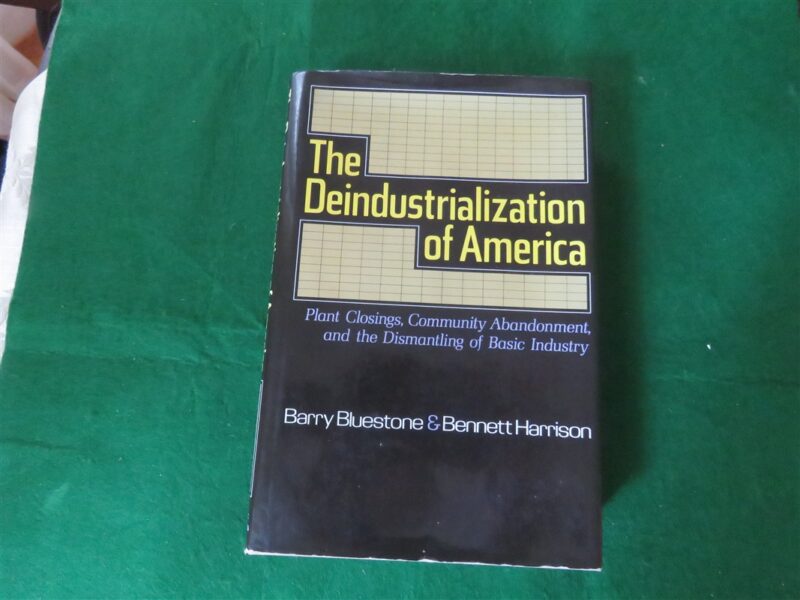 The
Deindustrialization
of America
Plant Closings, Community Abandonment,
and the Dismantling of Basic Industry
Barry Bluestone & Bennett Harrison